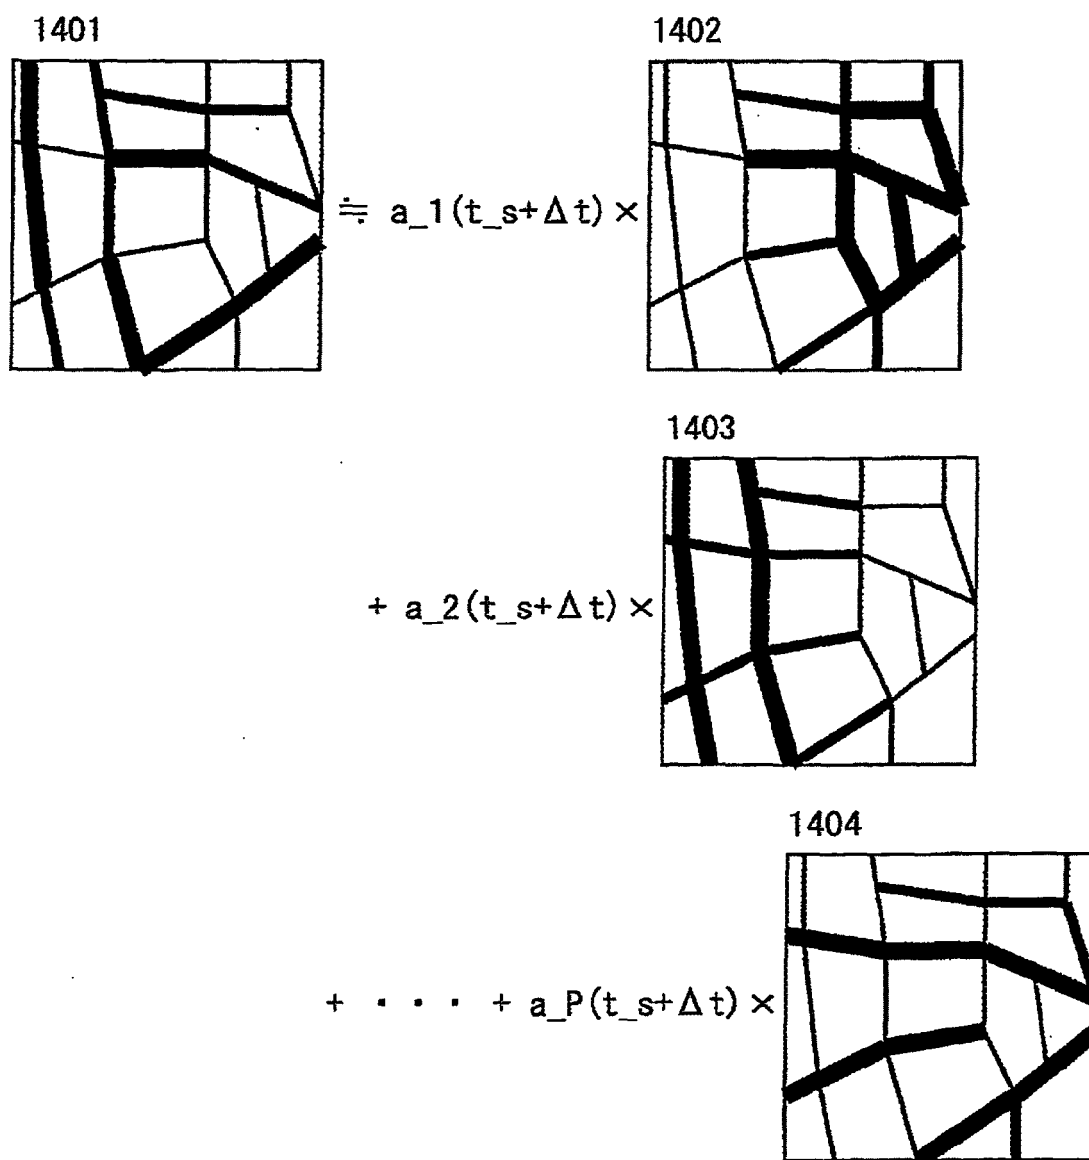 1401
1402
≒ a_1(t_s+Δt)×
1403
+ a_2(t_s+Δt)×
1404
+ ・・・ + a_P(t_s+Δt)×